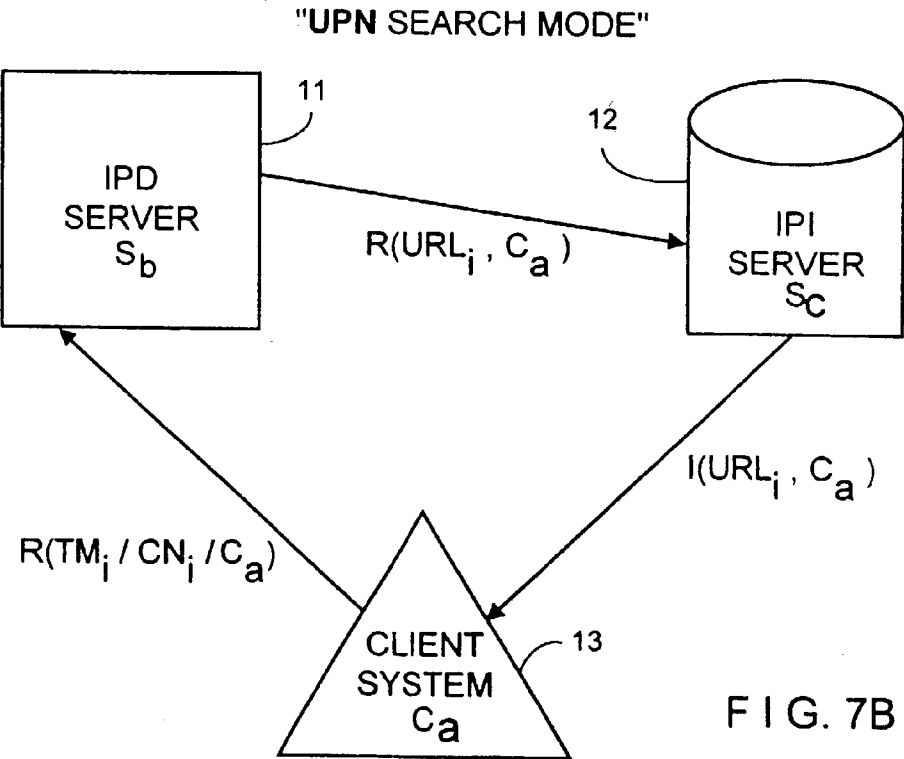 "UPN SEARCH MODE"
11
12
IPD
SERVER
Sb
R(URLi , Ca)
IPI
SERVER
Sc
I(URLi , Ca)
R(TMi / CNi / Ca)
CLIENT
SYSTEM
Ca
13
F I G. 7B